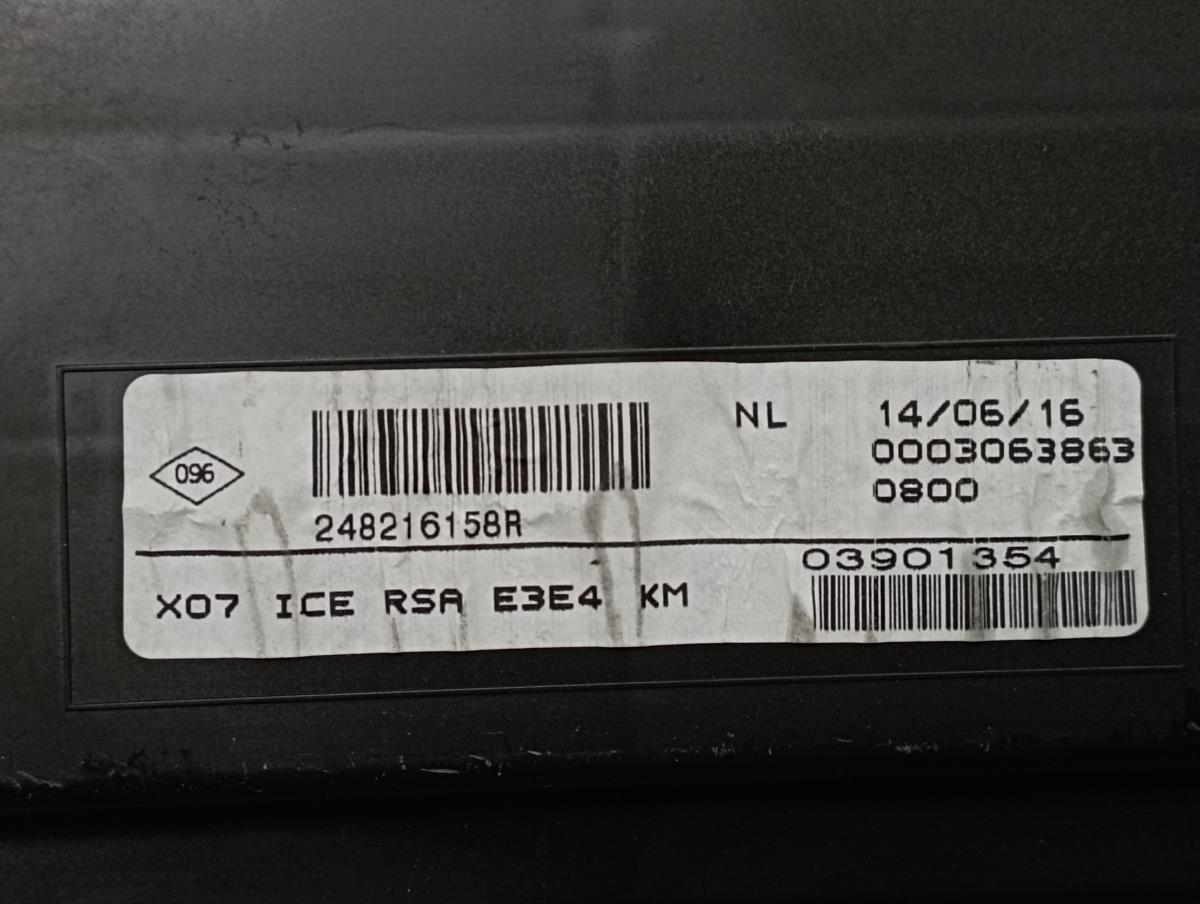 NL 14/06/16
0003063863
096
0800
248216158R
03901354
X07 ICE RSA E3E4 KM